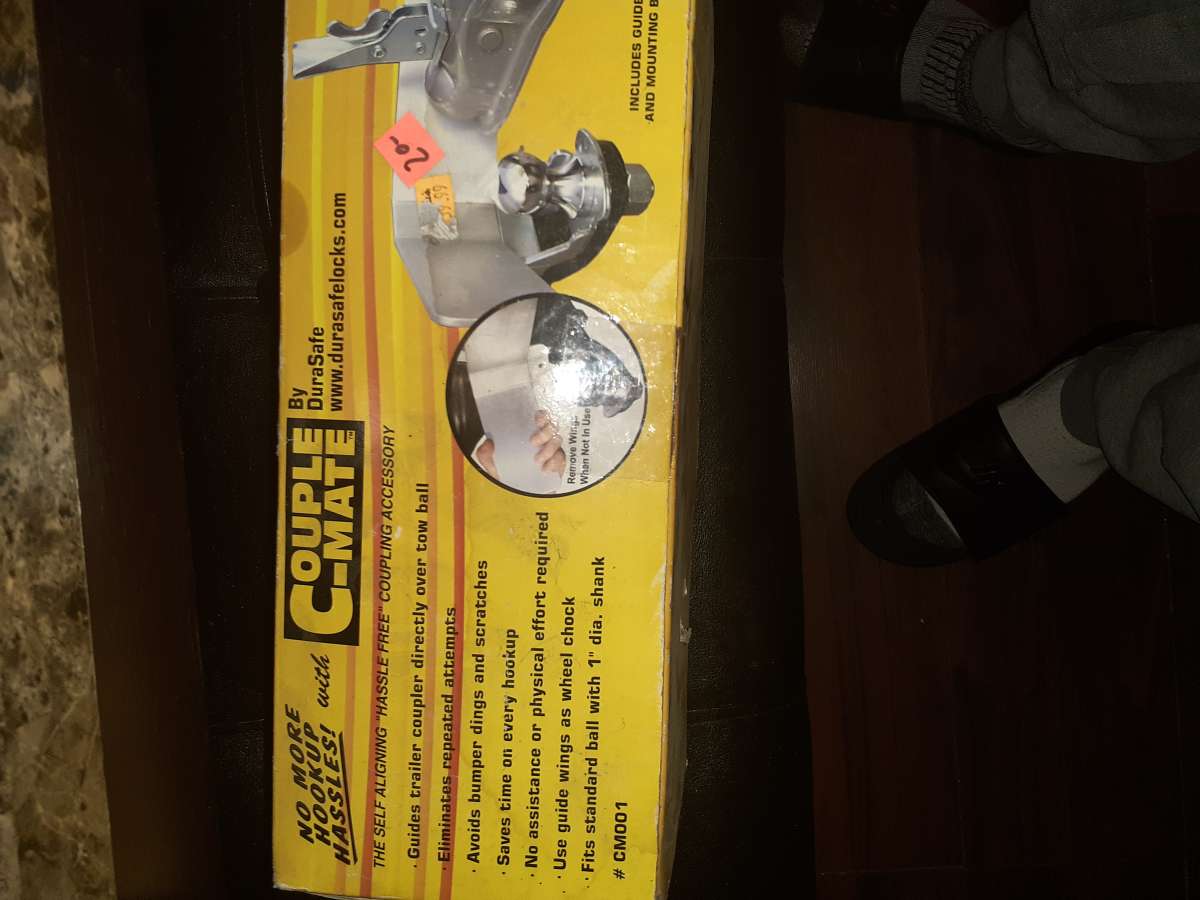 NO MORE
HOOKUP
HASSLES!
with
COUPLE
C-MATE™
By
DuraSafe
www.durasafelocks.com
THE SELF ALIGNING "HASSLE FREE" COUPLING ACCESSORY
· Guides trailer coupler directly over tow ball
· Eliminates repeated attempts
· Avoids bumper dings and scratches
· Saves time on every hookup
· No assistance or physical effort required
· Use guide wings as wheel chock
· Fits standard ball with 1" dia. shank
# CM001
Remove
When Not In Use
INCLUDES GUIDE
AND MOUNTING